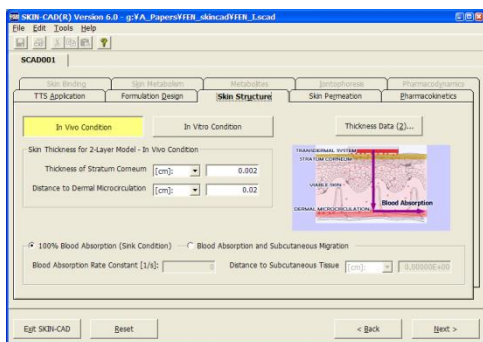 SKIN-CAD(R) Version 6.0 - g:¥A_Papers¥FEN_skincad¥FEN_I.scad
File Edit Tools Help
SCAD001
Skin Binding Skin Metabolism Metabolites Iontophoresis Pharmacodynamics
TTS Application Formulation Design Skin Structure Skin Permeation Pharmacokinetics
In Vivo Condition In Vitro Condition Thickness Data (2)...
Skin Thickness for 2-Layer Model - In Vivo Condition
Thickness of Stratum Corneum [cm]: 0.002
Distance to Dermal Microcirculation [cm]: 0.02
TRANSDERMAL SYSTEM
STRATUM CORNEUM
VIABLE SKIN
Blood Absorption
DERMAL MICROCIRCULATION
100% Blood Absorption (Sink Condition) Blood Absorption and Subcutaneous Migration
Blood Absorption Rate Constant [1/s]: 0 Distance to Subcutaneous Tissue [cm]: 0.00000E+00
Exit SKIN-CAD Reset < Back Next >